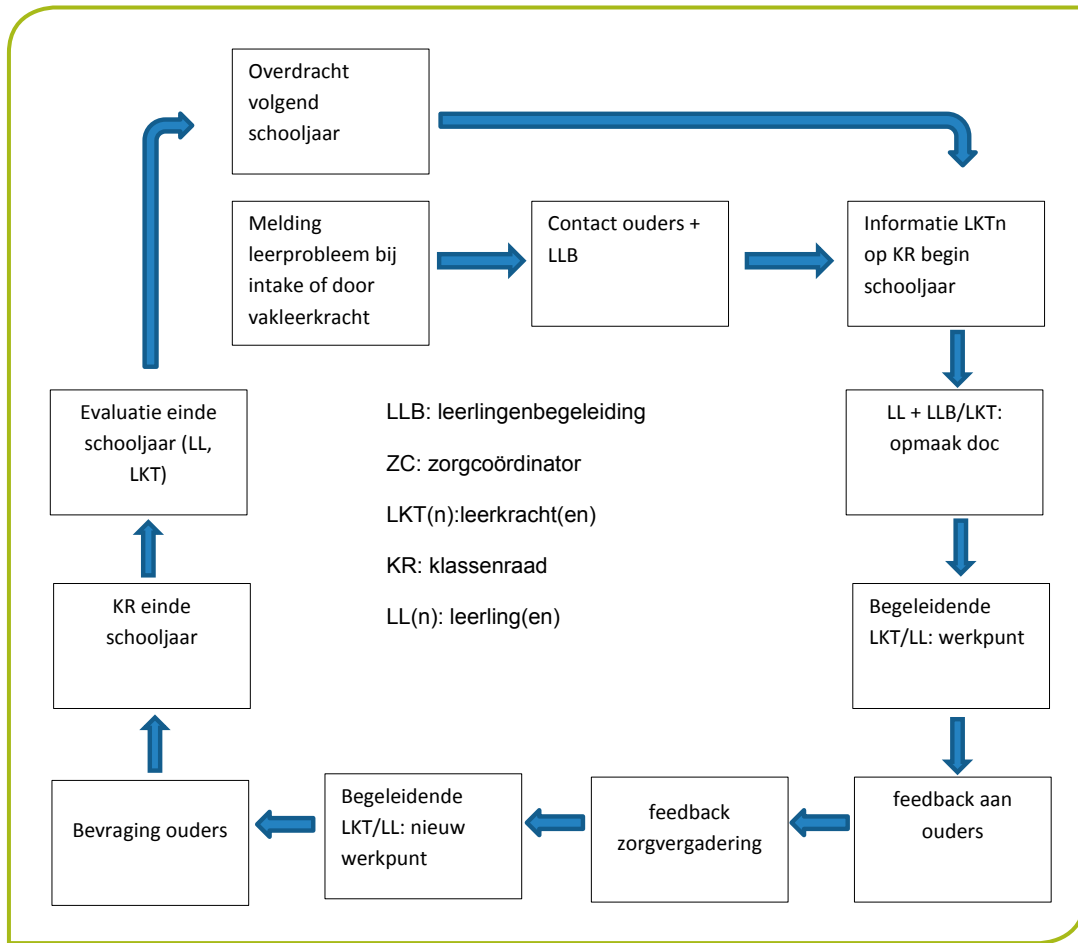 Overdracht
volgend
schooljaar
Melding
leerprobleem bij
intake of door
vakleerkracht
Contact ouders +
LLB
Informatie LKTn
op KR begin
schooljaar
LL + LLB/LKT:
opmaak doc
Begeleidende
LKT/LL: werkpunt
feedback aan
ouders
feedback
zorgvergadering
Begeleidende
LKT/LL: nieuw
werkpunt
Bevraging ouders
KR einde
schooljaar
Evaluatie einde
schooljaar (LL,
LKT)
LLB: leerlingenbegeleiding
ZC: zorgcoördinator
LKT(n):leerkracht(en)
KR: klassenraad
LL(n): leerling(en)